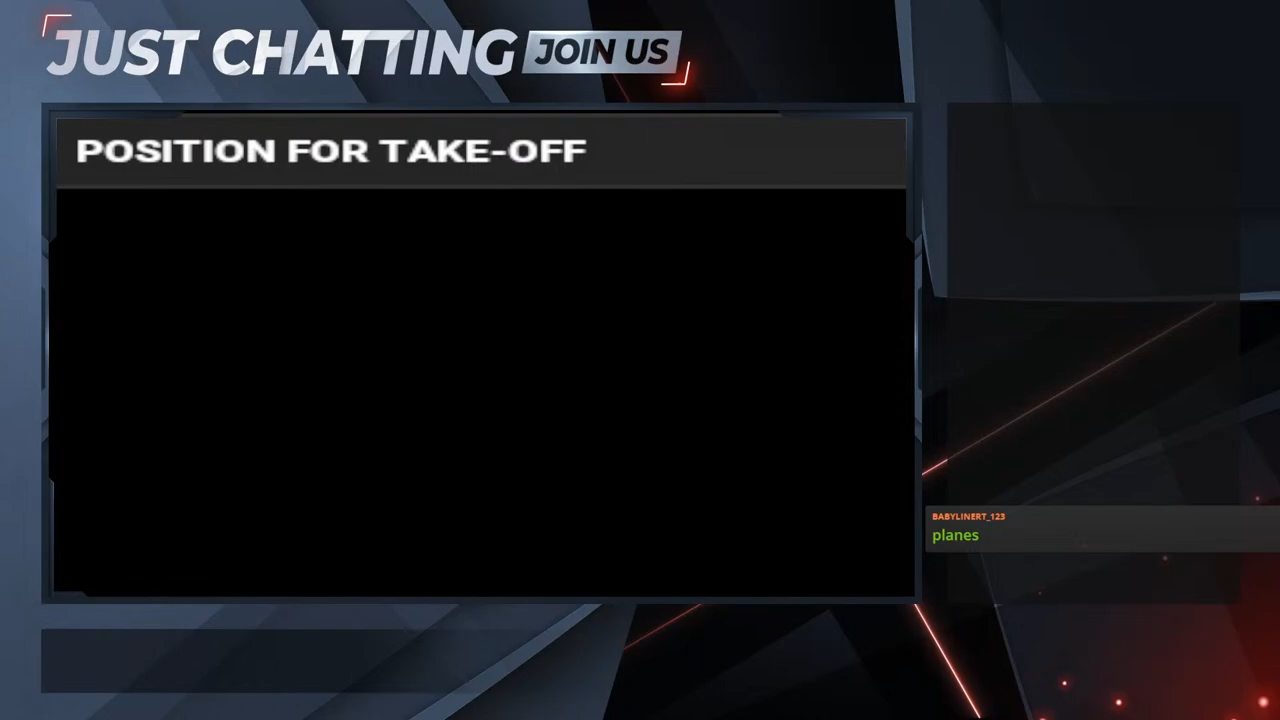 JUST CHATTING JOIN US
POSITION FOR TAKE-OFF
BABYLINERT_123
planes